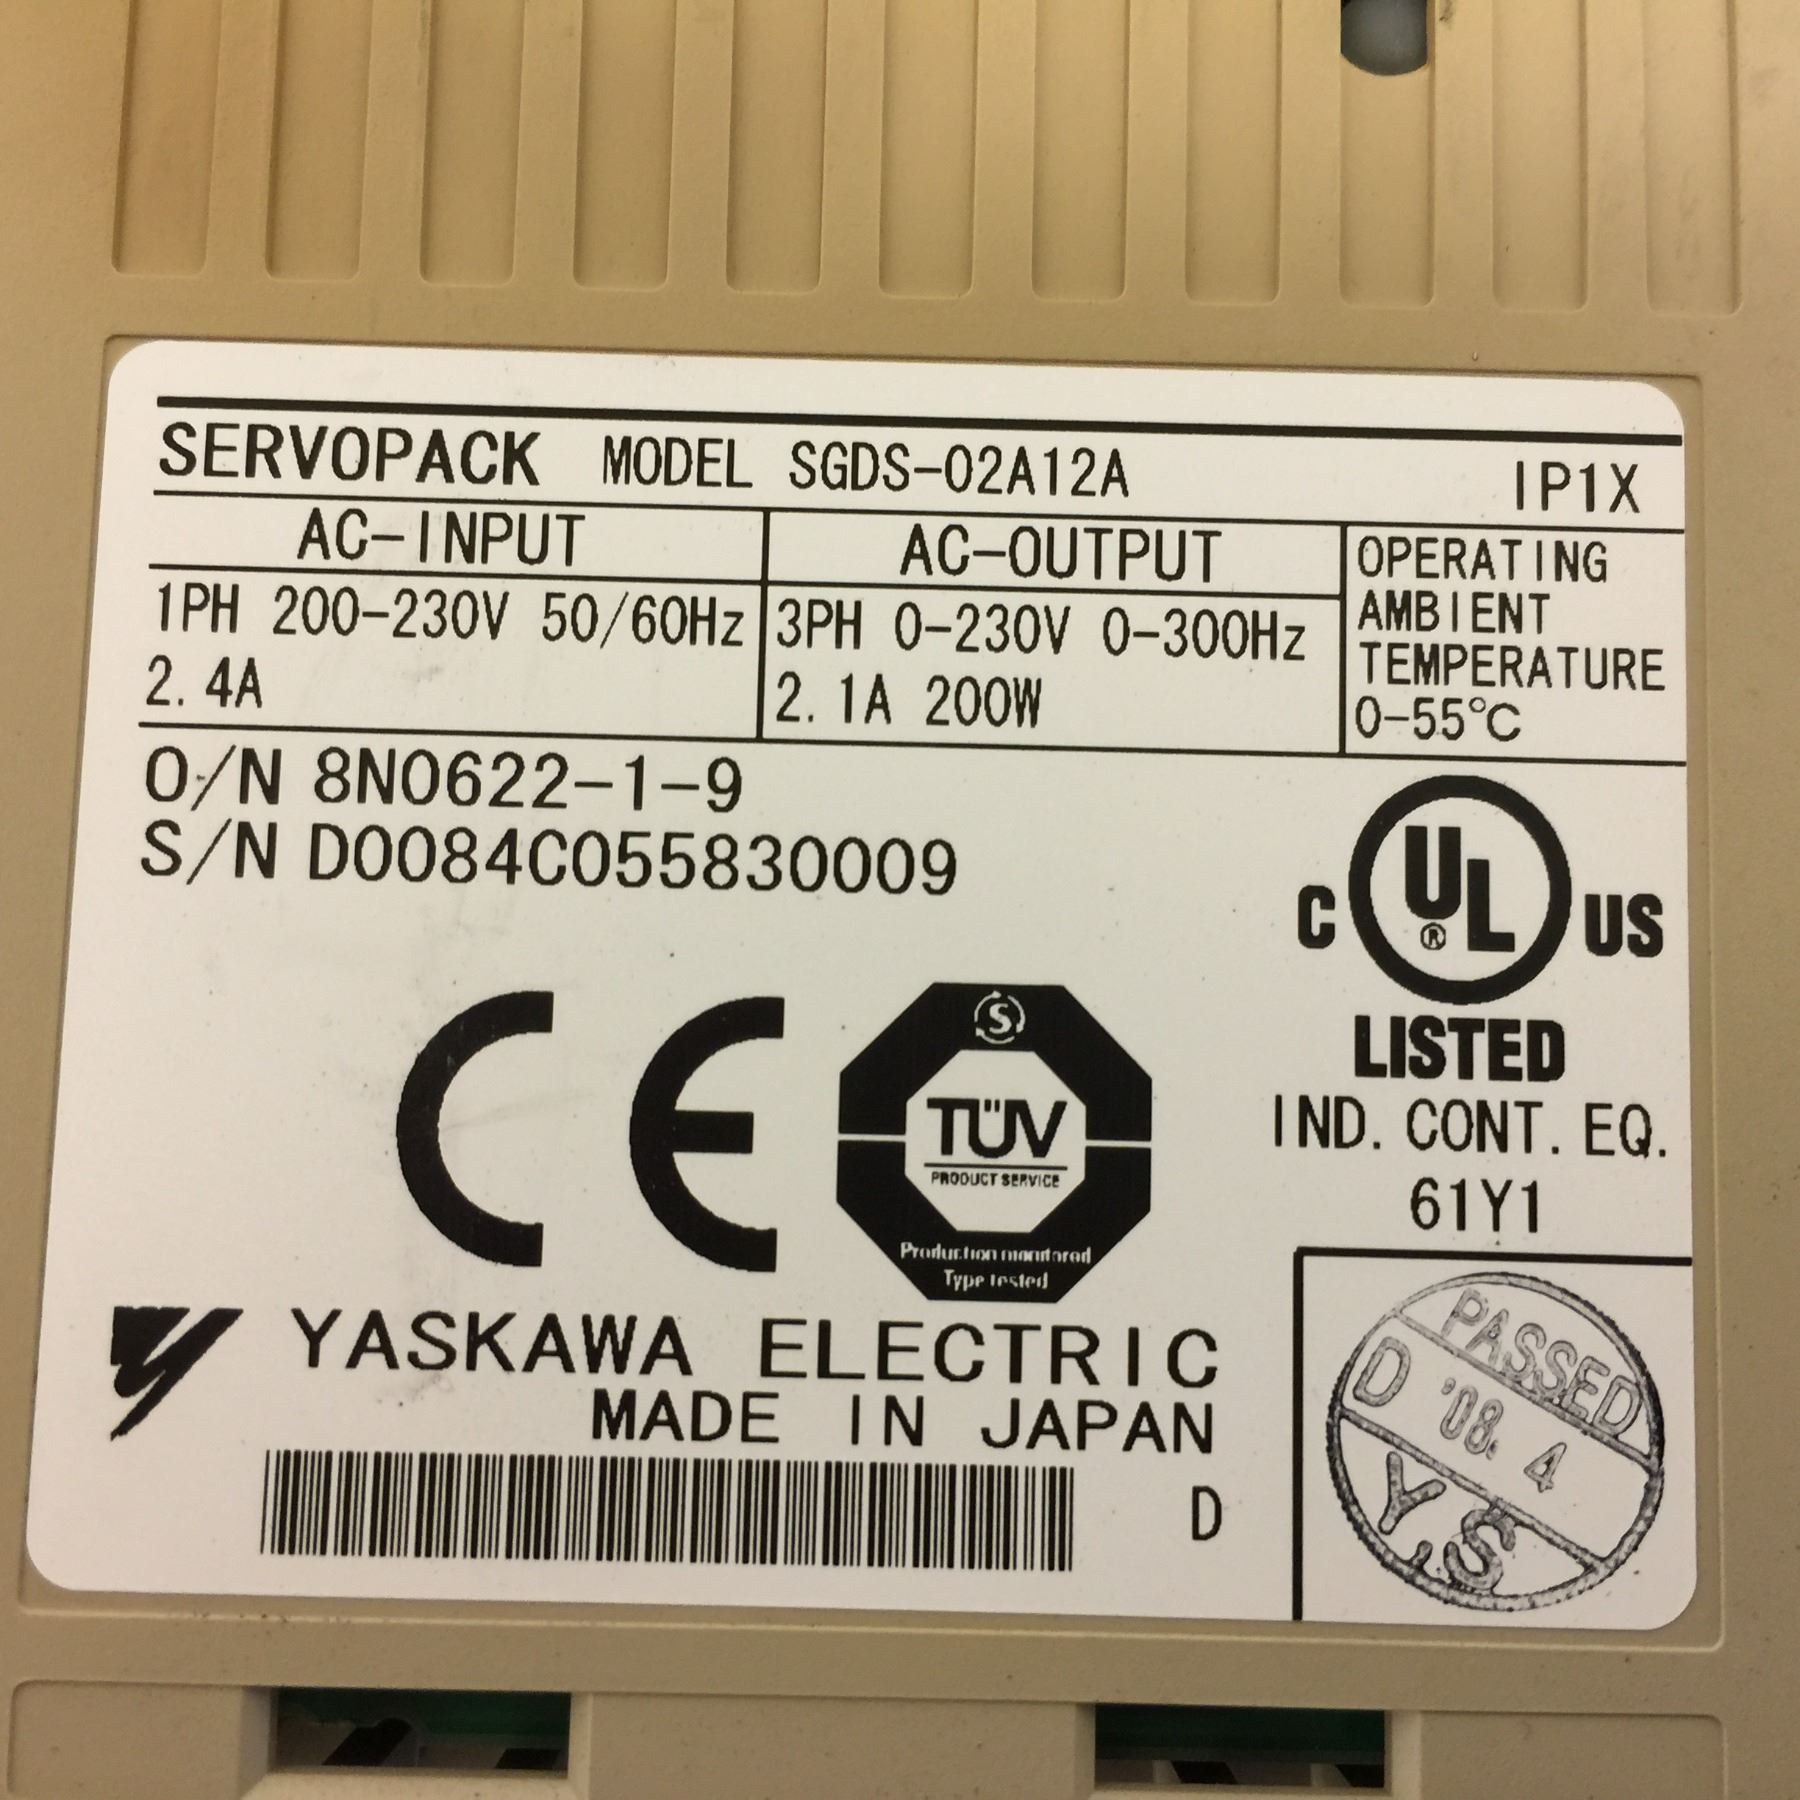 SERVOPACK MODEL SGDS-02A12A IP1X
AC-INPUT
1PH 200-230V 50/60Hz
2.4A
AC-OUTPUT
3PH 0-230V 0-300Hz
2.1A 200W
OPERATING
AMBIENT
TEMPERATURE
0-55°C
O/N 8N0622-1-9
S/N D0084C055830009
C UL® US
LISTED
IND. CONT. EQ.
61Y1
CE
S
TÜV
PRODUCT SERVICE
Production monitored
Type tested
YASKAWA ELECTRIC
MADE IN JAPAN
D
PASSED
D '08. 4
Y.S